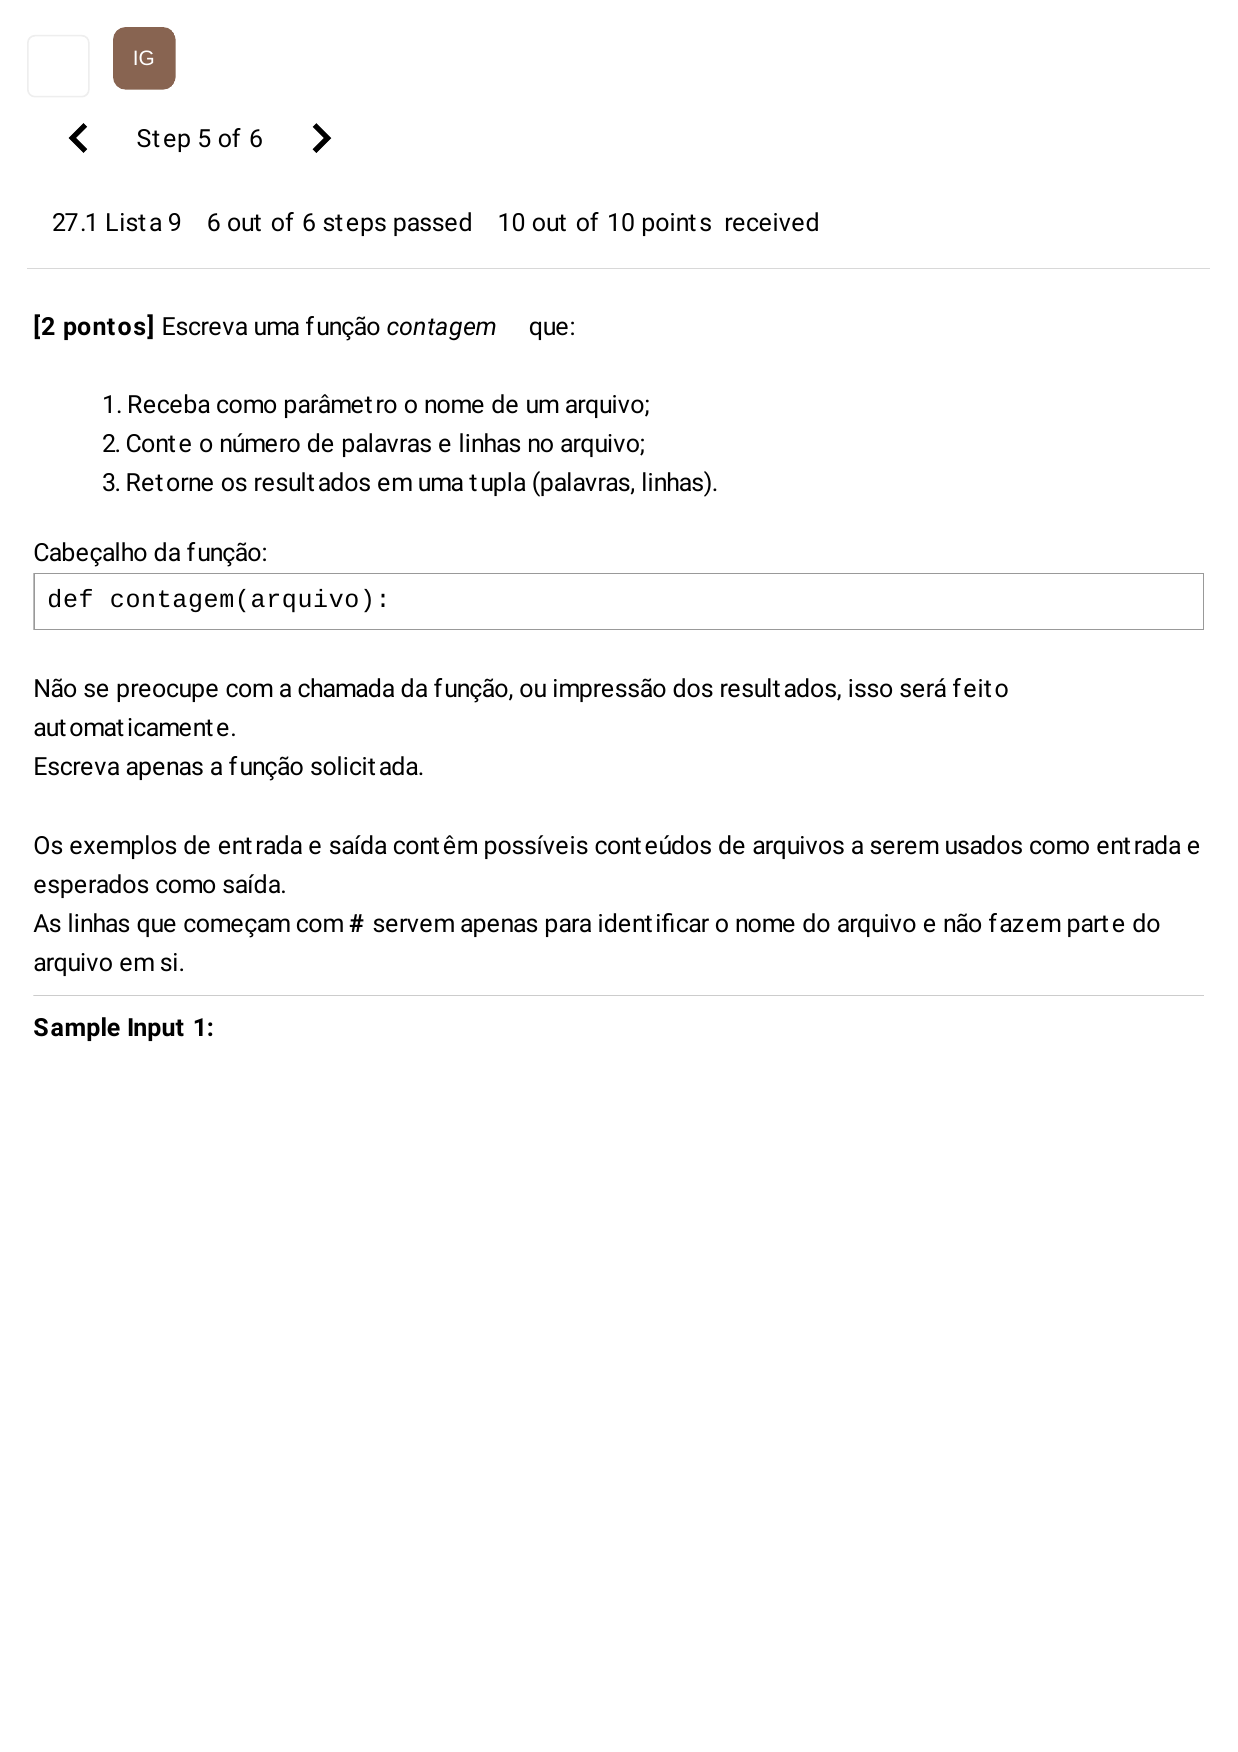 IG
Step 5 of 6
27.1 Lista 9 6 out of 6 steps passed 10 out of 10 points received
[2 pontos] Escreva uma função contagem que:
1. Receba como parâmetro o nome de um arquivo;
2. Conte o número de palavras e linhas no arquivo;
3. Retorne os resultados em uma tupla (palavras, linhas).
Cabeçalho da função:
def contagem(arquivo):
Não se preocupe com a chamada da função, ou impressão dos resultados, isso será feito
automaticamente.
Escreva apenas a função solicitada.
Os exemplos de entrada e saída contêm possíveis conteúdos de arquivos a serem usados como entrada e
esperados como saída.
As linhas que começam com # servem apenas para identificar o nome do arquivo e não fazem parte do
arquivo em si.
Sample Input 1: